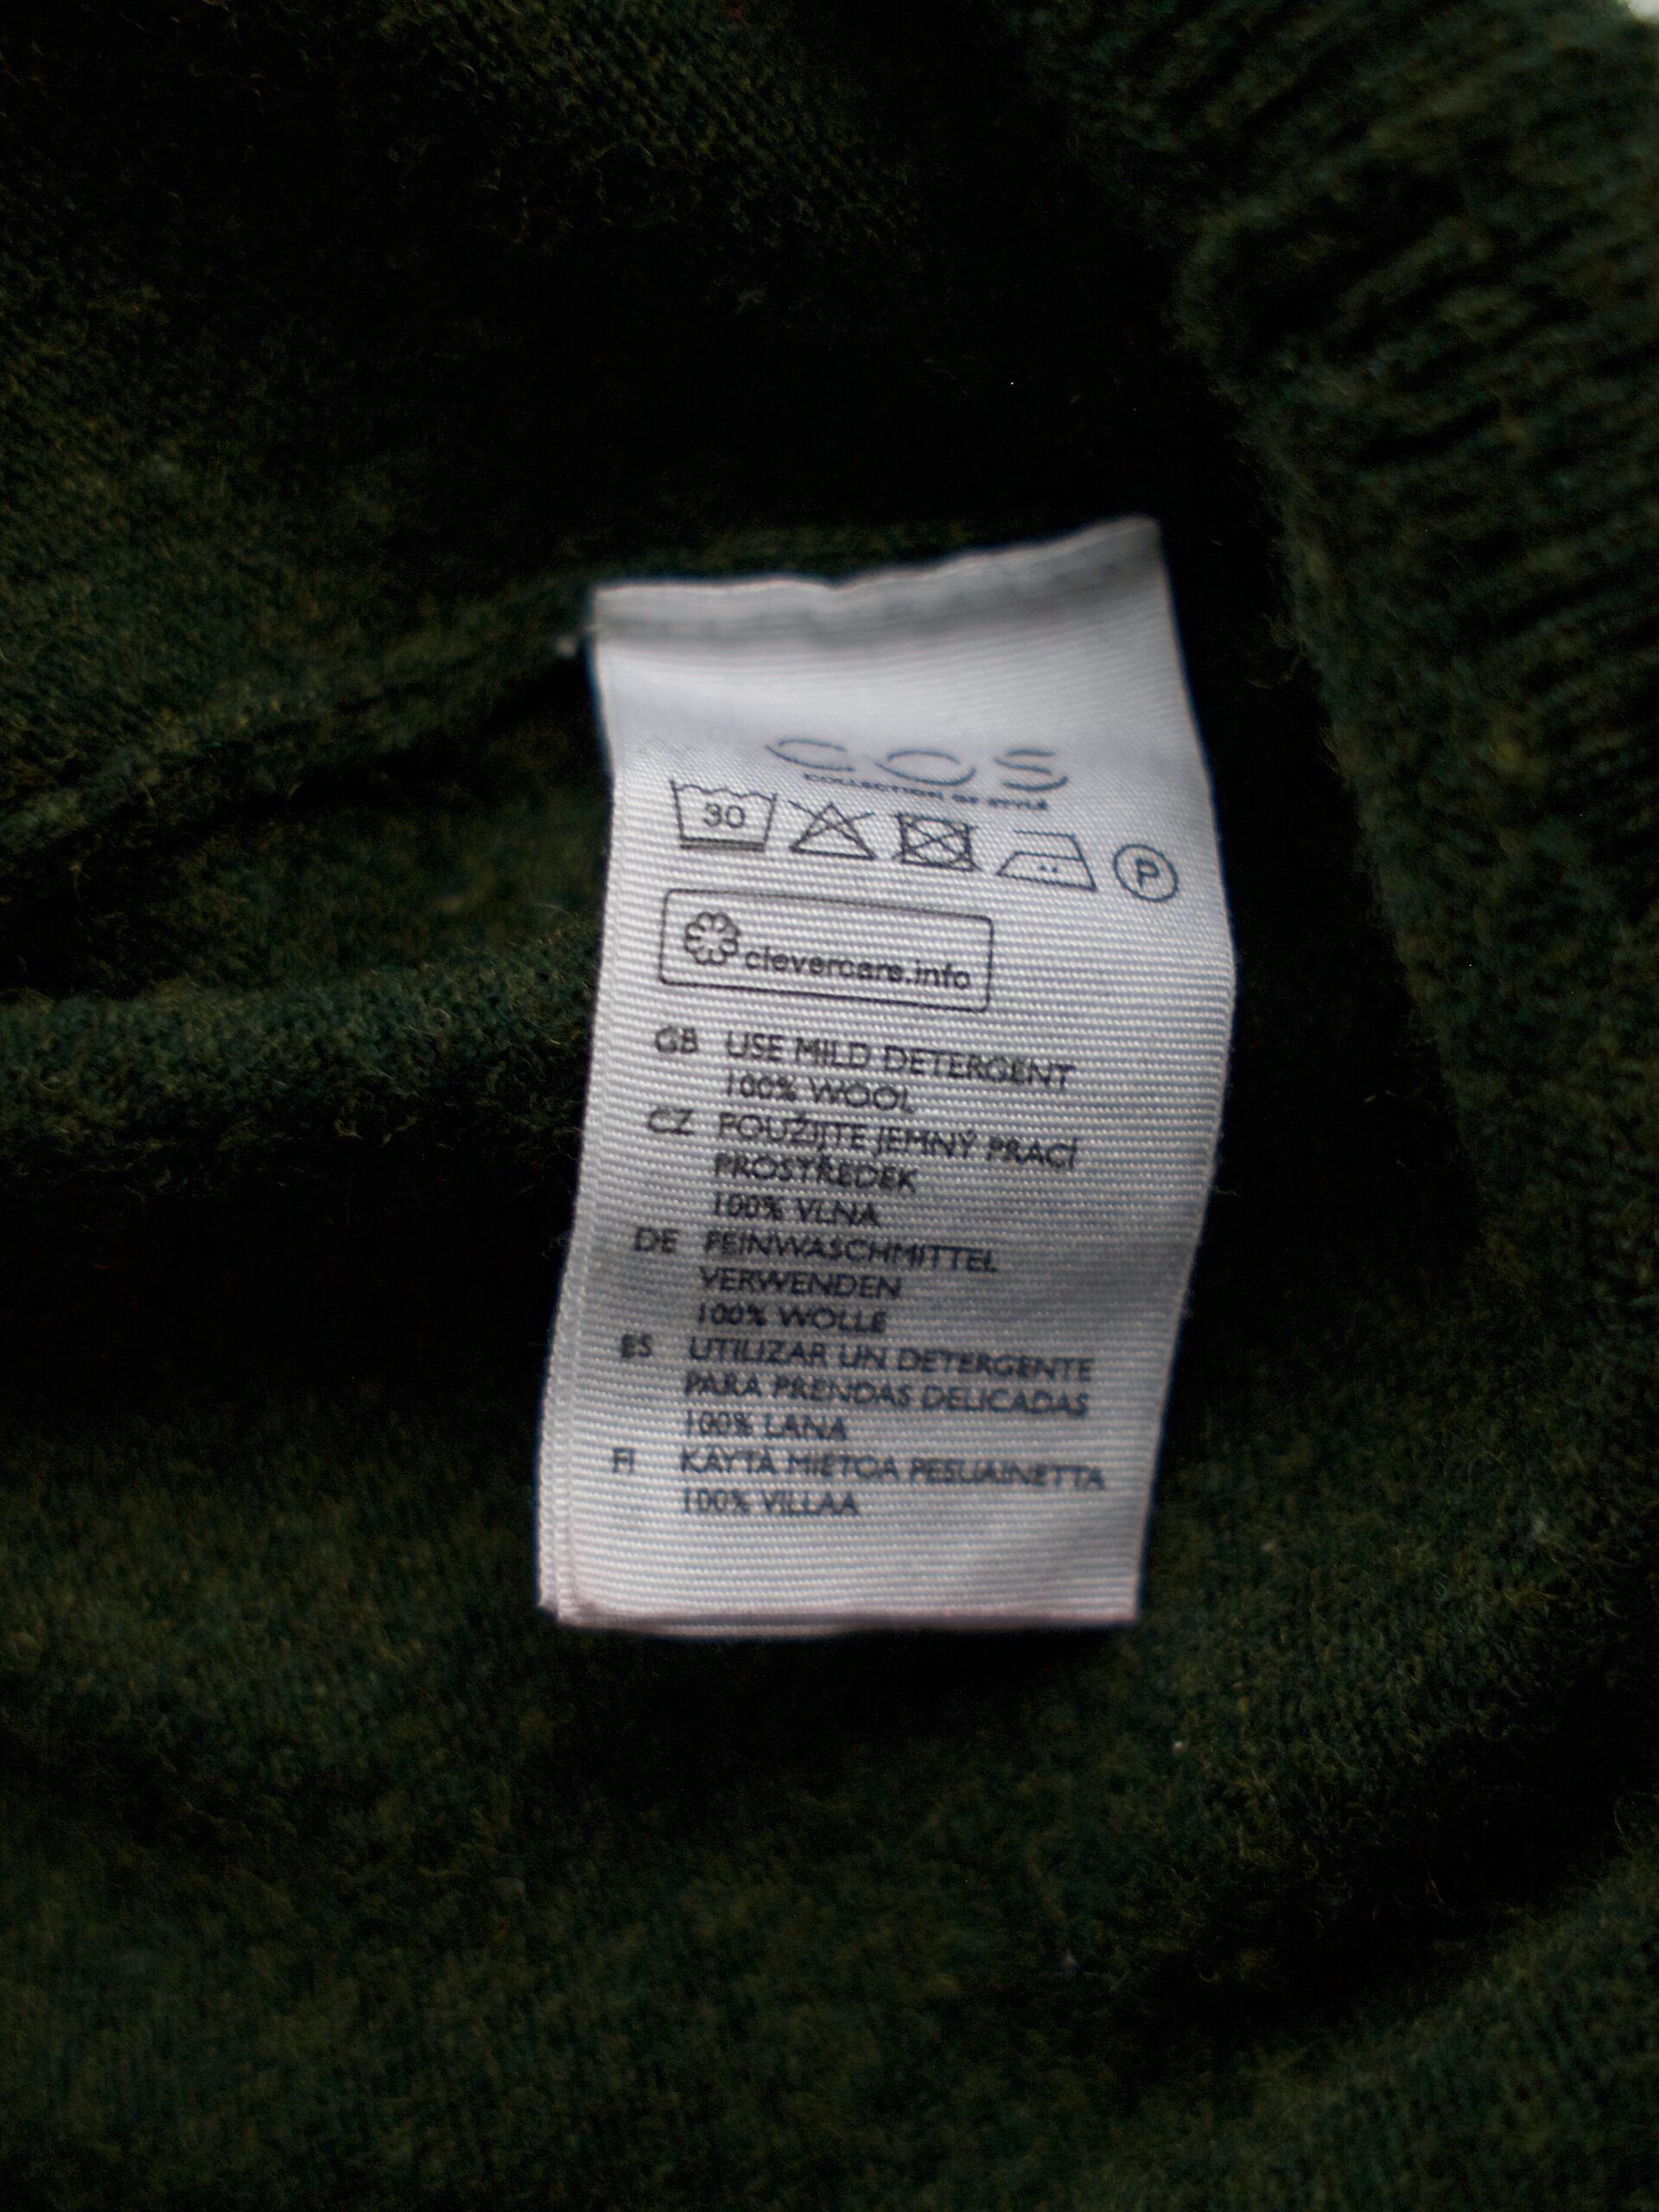 COS
COLLECTION OF STYLE
30
P
clevercare.info
GB USE MILD DETERGENT
100% WOOL
CZ POUŽIJTE JEMNÝ PRACÍ
PROSTŘEDEK
100% VLNA
DE FEINWASCHMITTEL
VERWENDEN
100% WOLLE
ES UTILIZAR UN DETERGENTE
PARA PRENDAS DELICADAS
100% LANA
FI KÄYTÄ MIETOA PESUAINETTA
100% VILLAA